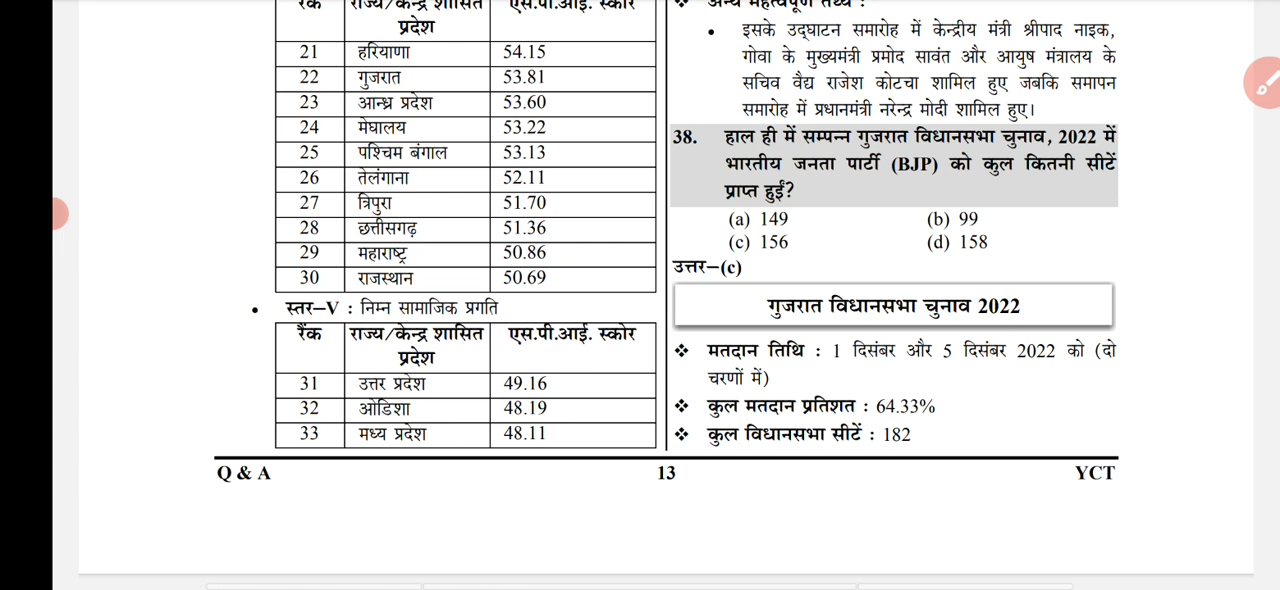 रैंक राज्य/केन्द्र शासित एस.पी.आई. स्कोर
प्रदेश
21 हरियाणा 54.15
22 गुजरात 53.81
23 आन्ध्र प्रदेश 53.60
24 मेघालय 53.22
25 पश्चिम बंगाल 53.13
26 तेलंगाना 52.11
27 त्रिपुरा 51.70
28 छत्तीसगढ़ 51.36
29 महाराष्ट्र 50.86
30 राजस्थान 50.69
• स्तर–V : निम्न सामाजिक प्रगति
रैंक राज्य/केन्द्र शासित एस.पी.आई. स्कोर
प्रदेश
31 उत्तर प्रदेश 49.16
32 ओडिशा 48.19
33 मध्य प्रदेश 48.11
❖ अन्य महत्वपूर्ण तथ्य :
• इसके उद्घाटन समारोह में केन्द्रीय मंत्री श्रीपाद नाइक,
गोवा के मुख्यमंत्री प्रमोद सावंत और आयुष मंत्रालय के
सचिव वैद्य राजेश कोटचा शामिल हुए जबकि समापन
समारोह में प्रधानमंत्री नरेन्द्र मोदी शामिल हुए।
38. हाल ही में सम्पन्न गुजरात विधानसभा चुनाव, 2022 में
भारतीय जनता पार्टी (BJP) को कुल कितनी सीटें
प्राप्त हुईं?
(a) 149 (b) 99
(c) 156 (d) 158
उत्तर–(c)
गुजरात विधानसभा चुनाव 2022
❖ मतदान तिथि : 1 दिसंबर और 5 दिसंबर 2022 को (दो
चरणों में)
❖ कुल मतदान प्रतिशत : 64.33%
❖ कुल विधानसभा सीटें : 182
Q & A 13 YCT